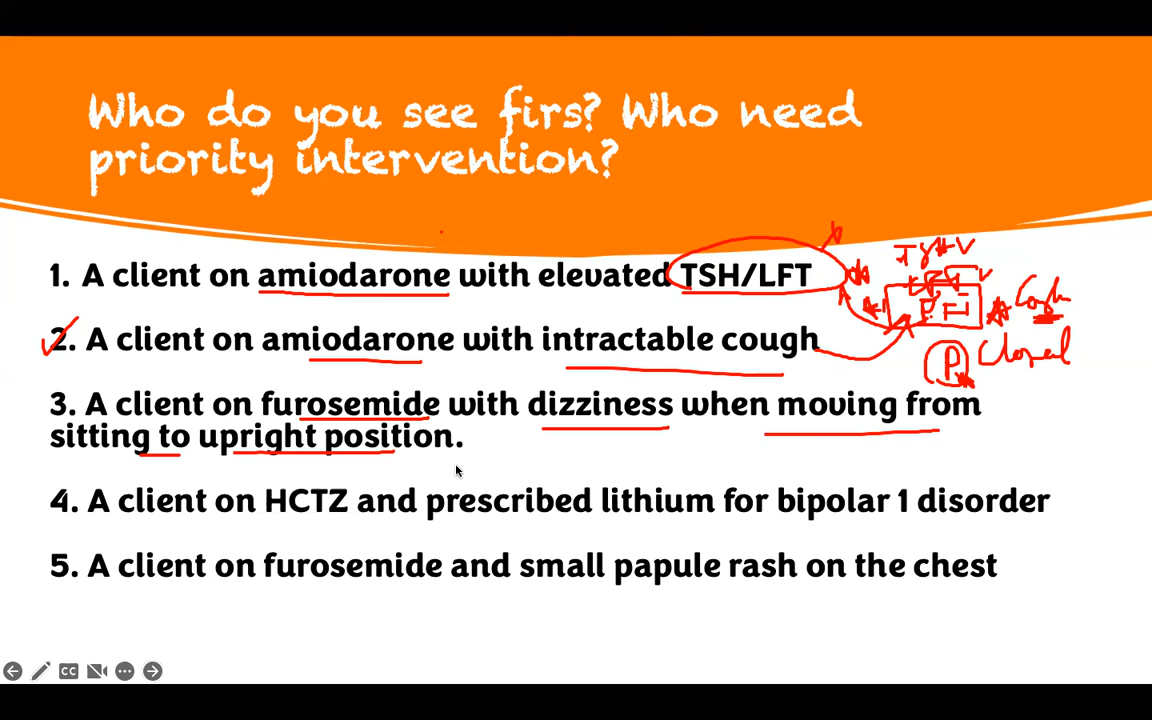 Who do you see firs? Who need
priority intervention?
1. A client on amiodarone with elevated TSH/LFT
2. A client on amiodarone with intractable cough
3. A client on furosemide with dizziness when moving from
sitting to upright position.
4. A client on HCTZ and prescribed lithium for bipolar 1 disorder
5. A client on furosemide and small papule rash on the chest
Cough
P
CC